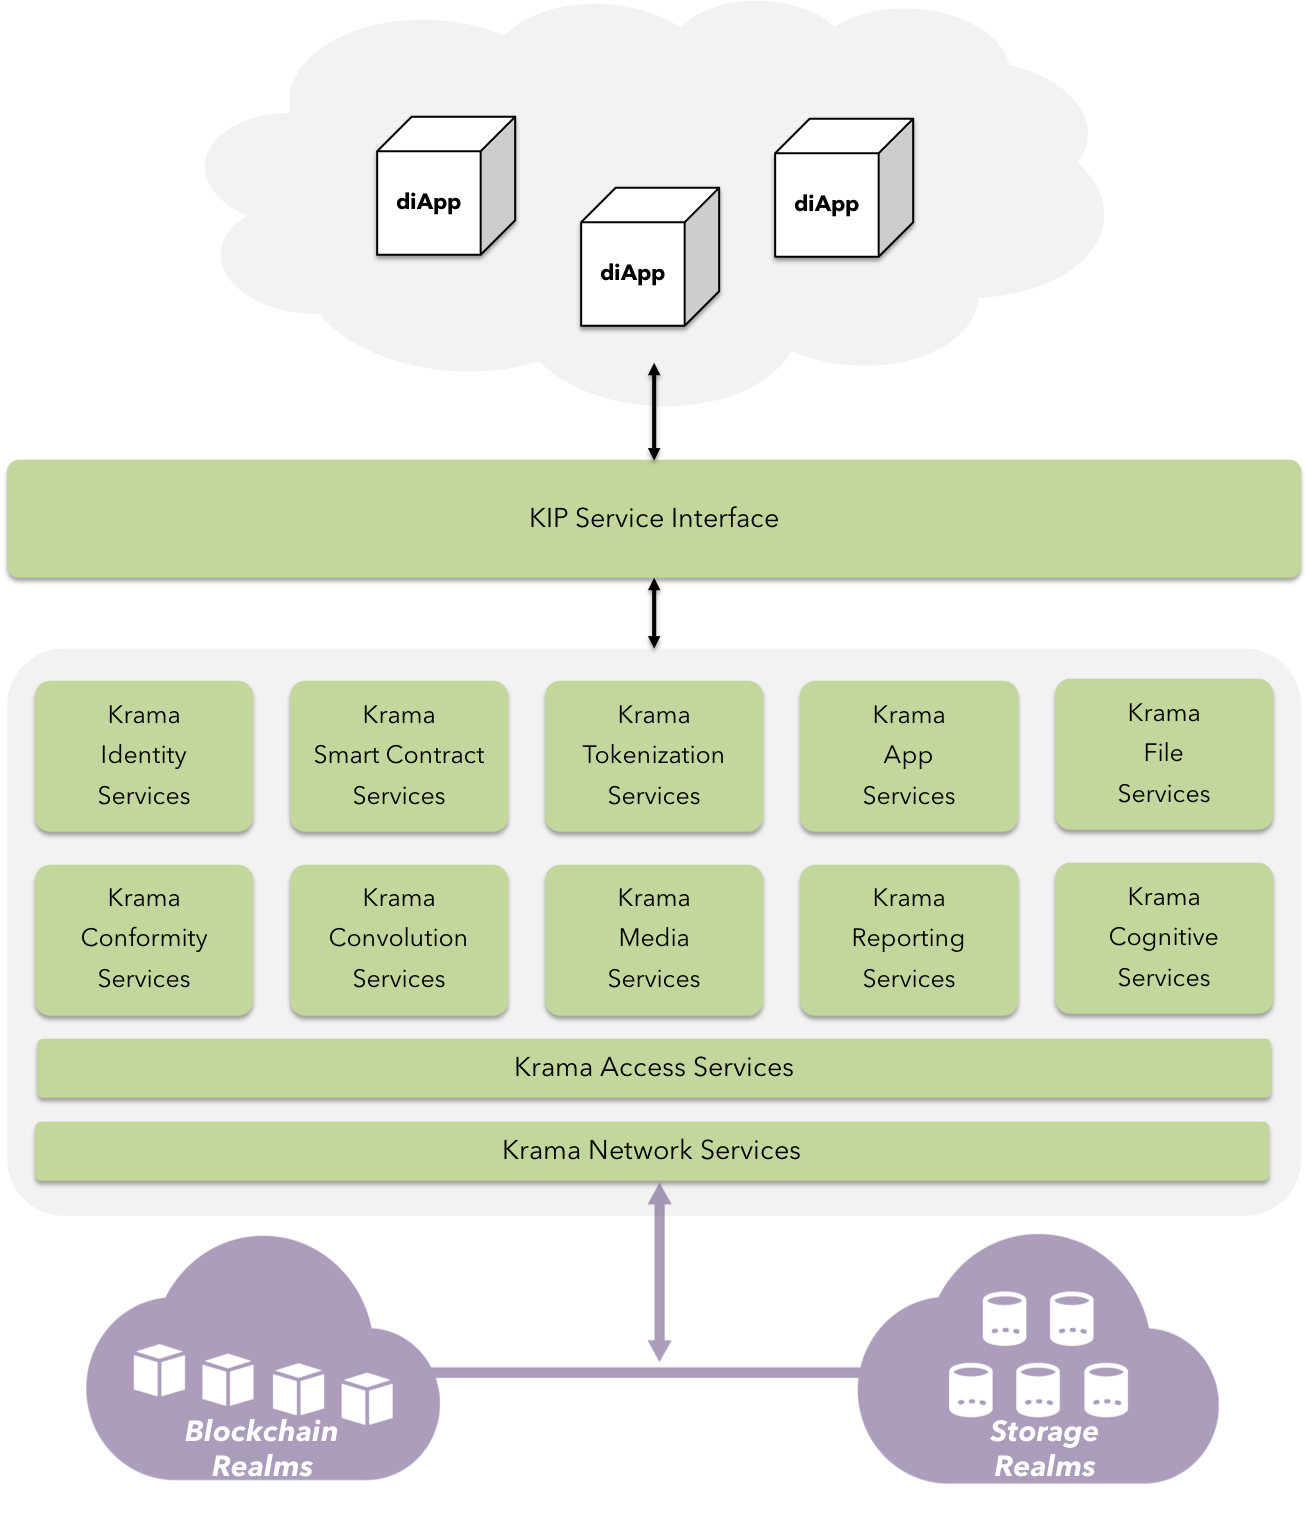 diApp
diApp
diApp
KIP Service Interface
Krama
Identity
Services
Krama
Smart Contract
Services
Krama
Tokenization
Services
Krama
App
Services
Krama
File
Services
Krama
Conformity
Services
Krama
Convolution
Services
Krama
Media
Services
Krama
Reporting
Services
Krama
Cognitive
Services
Krama Access Services
Krama Network Services
Blockchain
Realms
Storage
Realms